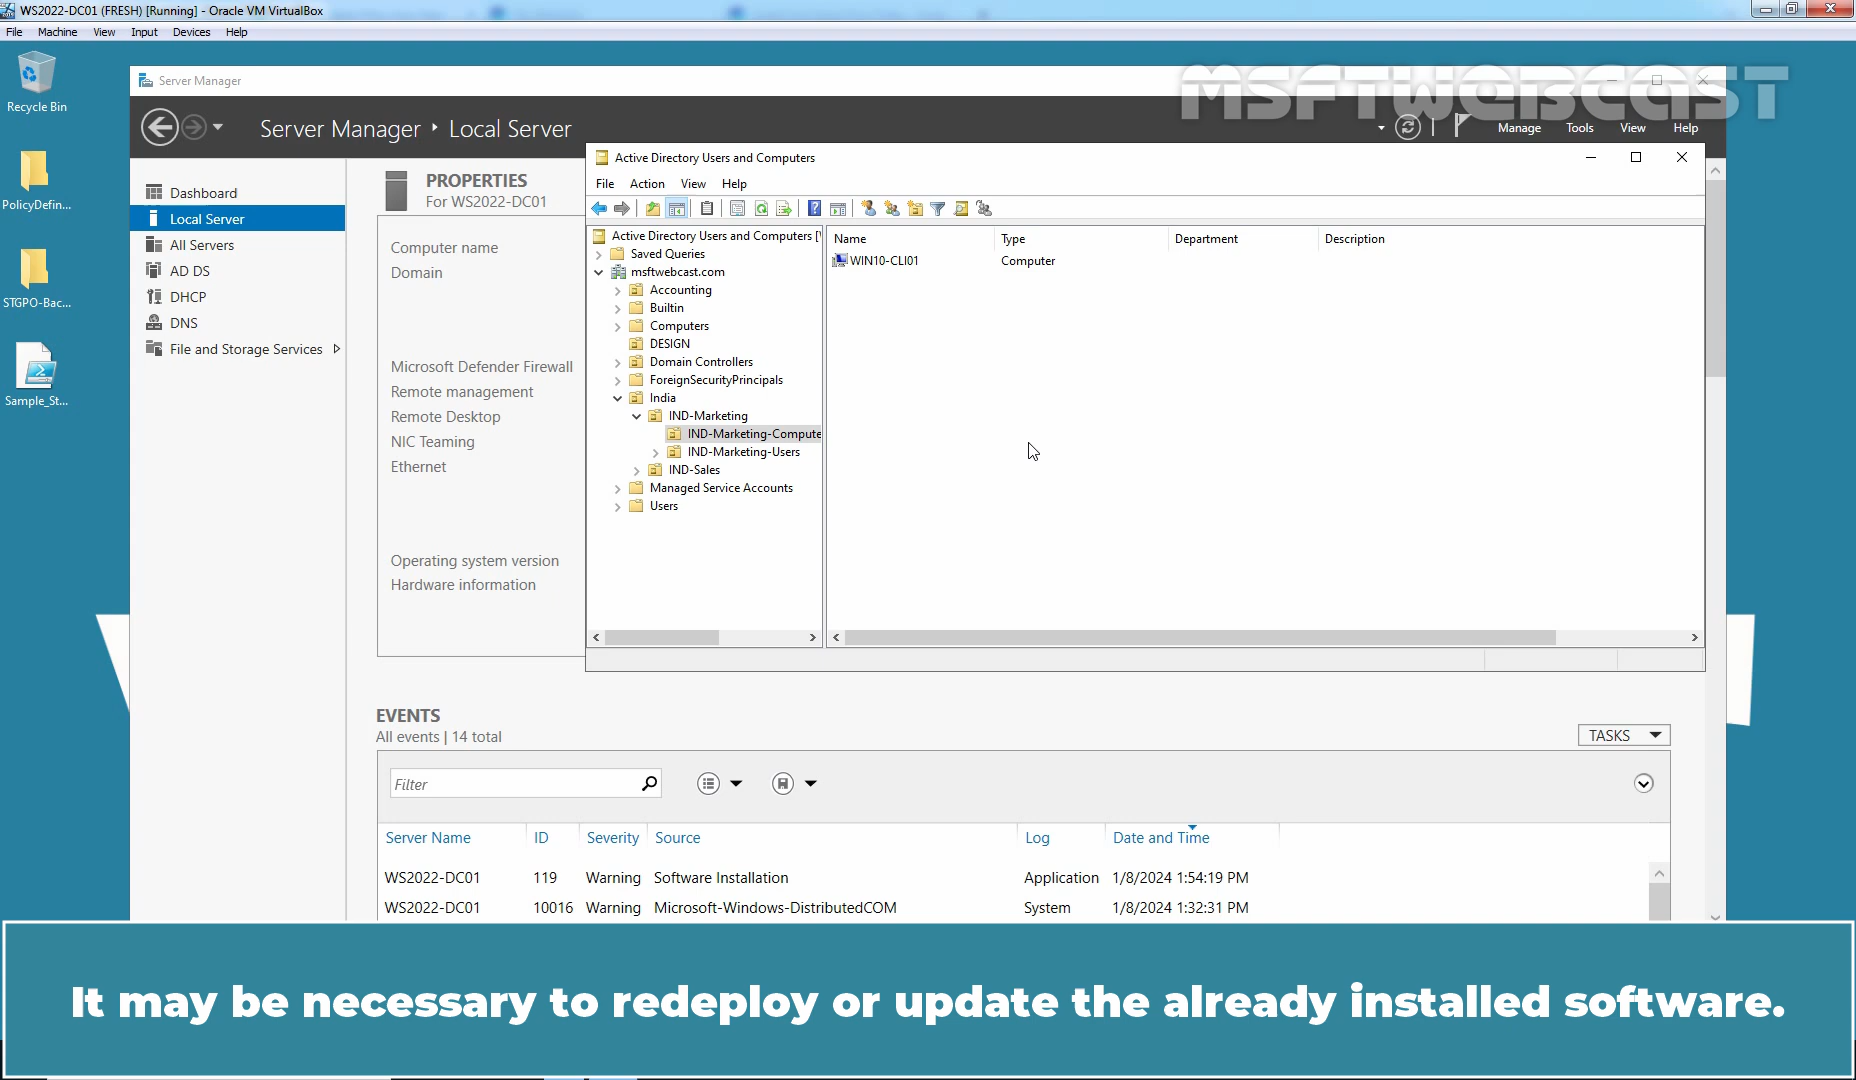 WS2022-DC01 (FRESH) [Running] - Oracle VM VirtualBox
File Machine View Input Devices Help
Recycle Bin
PolicyDefin...
STGPO-Bac...
Sample_St...
MSFTWEBCAST
Server Manager
Server Manager ‣ Local Server
Manage Tools View Help
Dashboard
Local Server
All Servers
AD DS
DHCP
DNS
File and Storage Services
PROPERTIES
For WS2022-DC01
Computer name
Domain
Microsoft Defender Firewall
Remote management
Remote Desktop
NIC Teaming
Ethernet
Operating system version
Hardware information
Active Directory Users and Computers
File Action View Help
Active Directory Users and Computers [
Saved Queries
msftwebcast.com
Accounting
Builtin
Computers
DESIGN
Domain Controllers
ForeignSecurityPrincipals
India
IND-Marketing
IND-Marketing-Compute
IND-Marketing-Users
IND-Sales
Managed Service Accounts
Users
Name Type Department Description
WIN10-CLI01 Computer
EVENTS
All events | 14 total
TASKS
Filter
Server Name ID Severity Source Log Date and Time
WS2022-DC01 119 Warning Software Installation Application 1/8/2024 1:54:19 PM
WS2022-DC01 10016 Warning Microsoft-Windows-DistributedCOM System 1/8/2024 1:32:31 PM
It may be necessary to redeploy or update the already installed software.